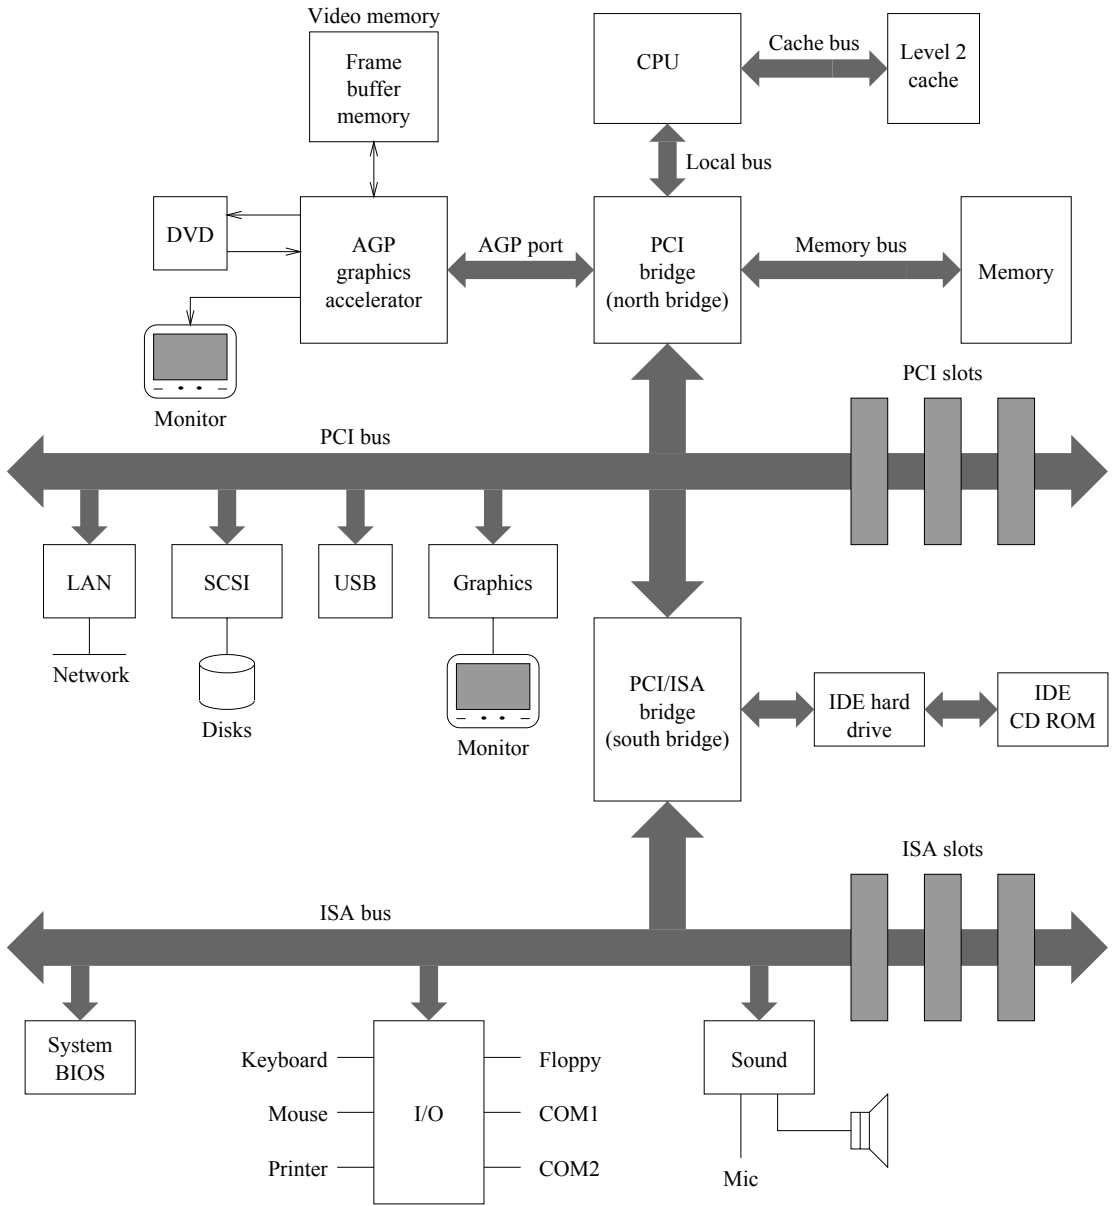 Video memory
Frame
buffer
memory
CPU
Cache bus
Level 2
cache
Local bus
DVD
AGP
graphics
accelerator
AGP port
PCI
bridge
(north bridge)
Memory bus
Memory
Monitor
PCI slots
PCI bus
LAN
SCSI
USB
Graphics
Network
Disks
Monitor
PCI/ISA
bridge
(south bridge)
IDE hard
drive
IDE
CD ROM
ISA slots
ISA bus
System
BIOS
Keyboard
Mouse
Printer
I/O
Floppy
COM1
COM2
Sound
Mic